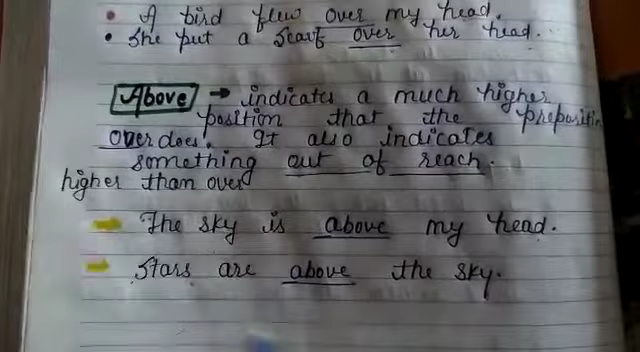 A bird flew over my head.
She put a scarf over her head.
Above → indicates a much higher
position that the prepositi
over does. It also indicates
something out of reach.
higher than over
The sky is above my head.
Stars are above the sky.